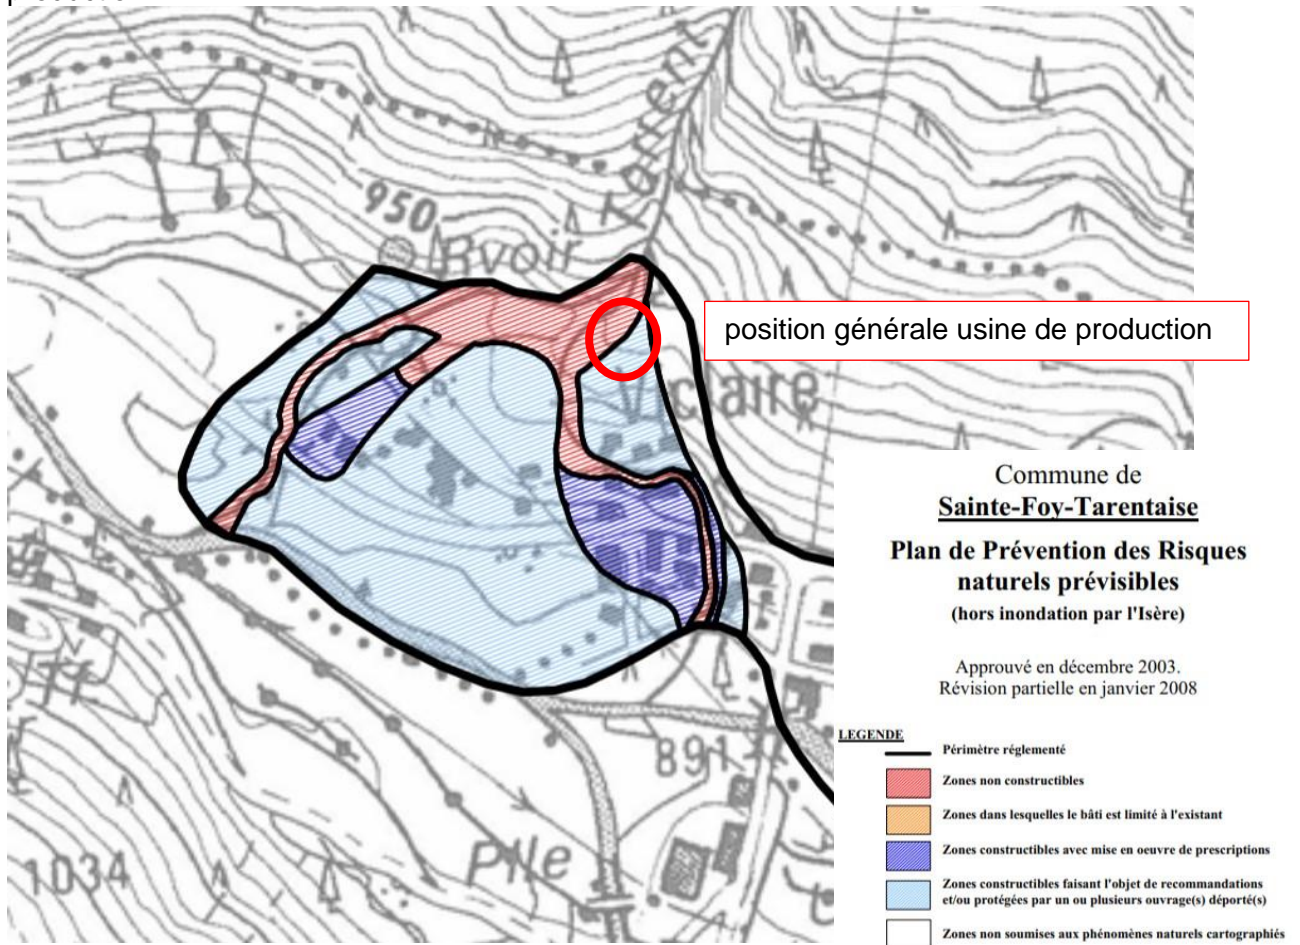 Torrent
950
Rvoir
position générale usine de production
claire
Commune de
Sainte-Foy-Tarentaise
Plan de Prévention des Risques
naturels prévisibles
(hors inondation par l'Isère)
Approuvé en décembre 2003.
Révision partielle en janvier 2008
LEGENDE
Périmètre réglementé
Zones non constructibles
Zones dans lesquelles le bâti est limité à l'existant
Zones constructibles avec mise en oeuvre de prescriptions
Zones constructibles faisant l'objet de recommandations
et/ou protégées par un ou plusieurs ouvrage(s) déporté(s)
Zones non soumises aux phénomènes naturels cartographiés
891
Pile
1034